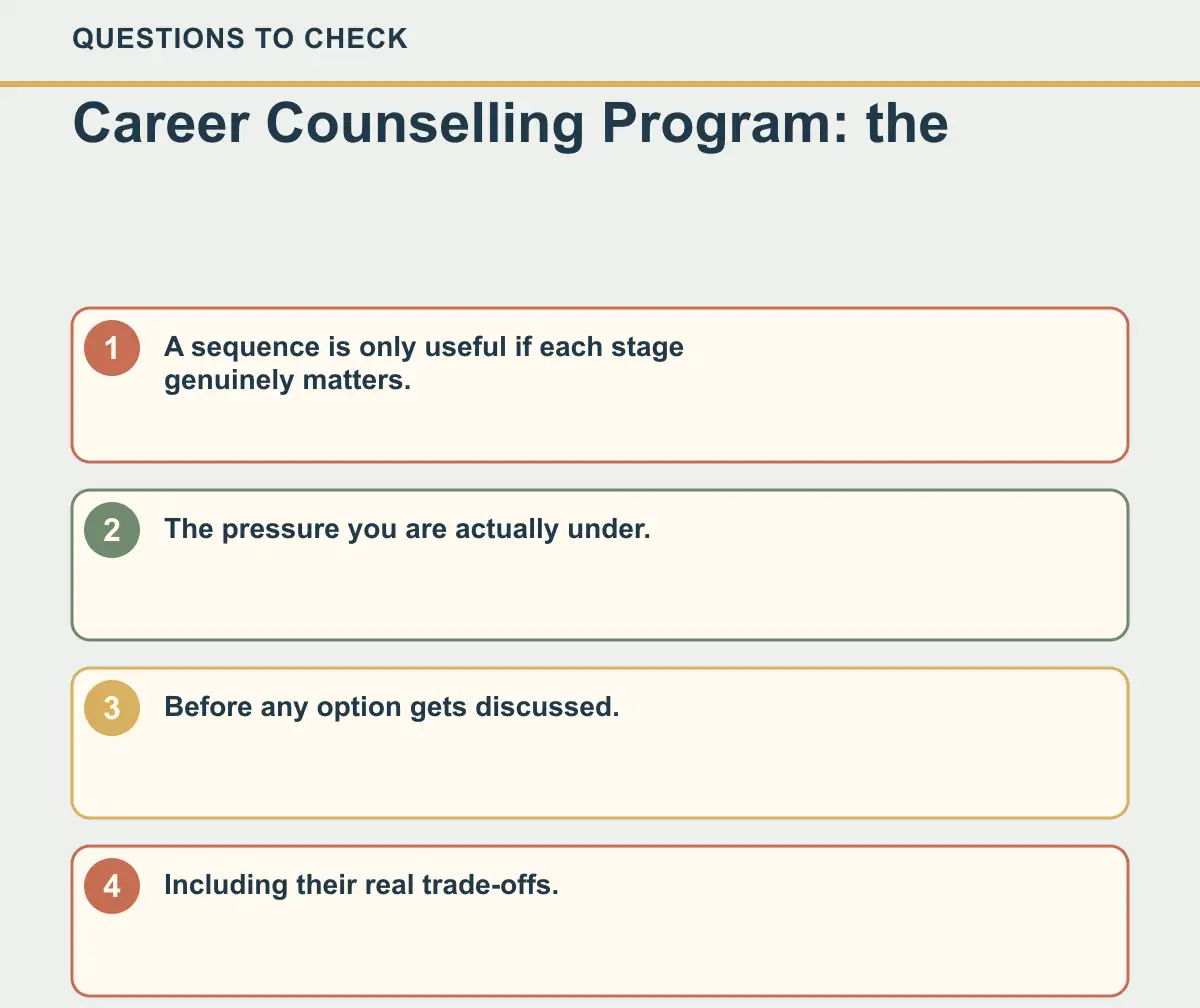 QUESTIONS TO CHECK
Career Counselling Program: the
1
A sequence is only useful if each stage
genuinely matters.
2
The pressure you are actually under.
3
Before any option gets discussed.
4
Including their real trade-offs.